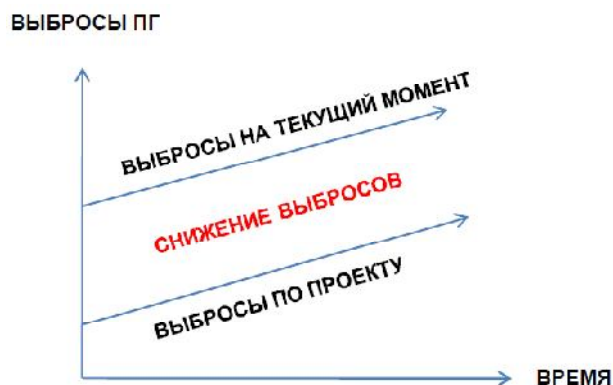 ВЫБРОСЫ ПГ
ВЫБРОСЫ НА ТЕКУЩИЙ МОМЕНТ
СНИЖЕНИЕ ВЫБРОСОВ
ВЫБРОСЫ ПО ПРОЕКТУ
ВРЕМЯ